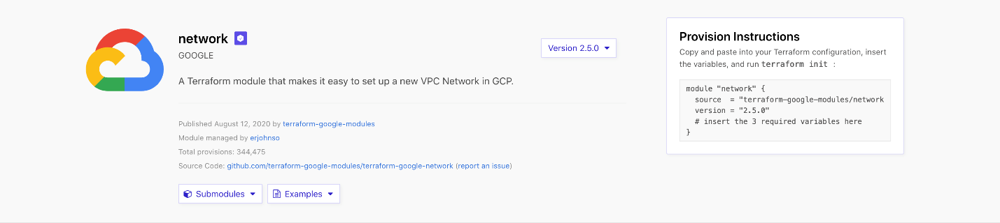 network
GOOGLE
A Terraform module that makes it easy to set up a new VPC Network in GCP.
Published August 12, 2020 by terraform-google-modules
Module managed by erjohnso
Total provisions: 344,475
Source Code: github.com/terraform-google-modules/terraform-google-network (report an issue)
Submodules
Examples
Version 2.5.0
Provision Instructions
Copy and paste into your Terraform configuration, insert
the variables, and run terraform init :
module "network" {
  source  = "terraform-google-modules/network
  version = "2.5.0"
  # insert the 3 required variables here
}